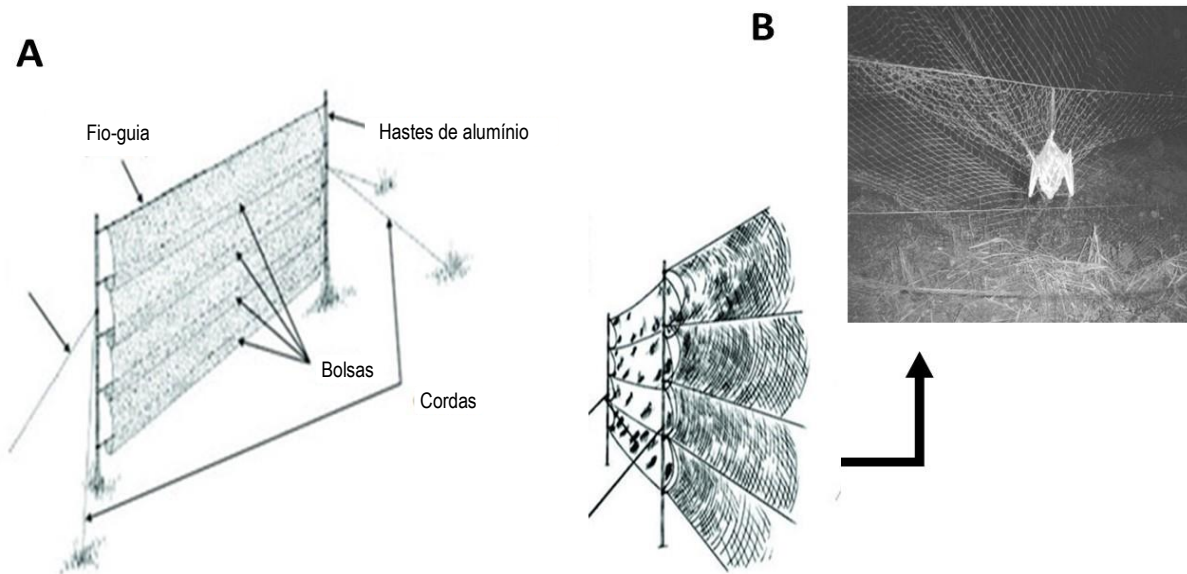 A
B
Fio-guia
Hastes de alumínio
Bolsas
Cordas